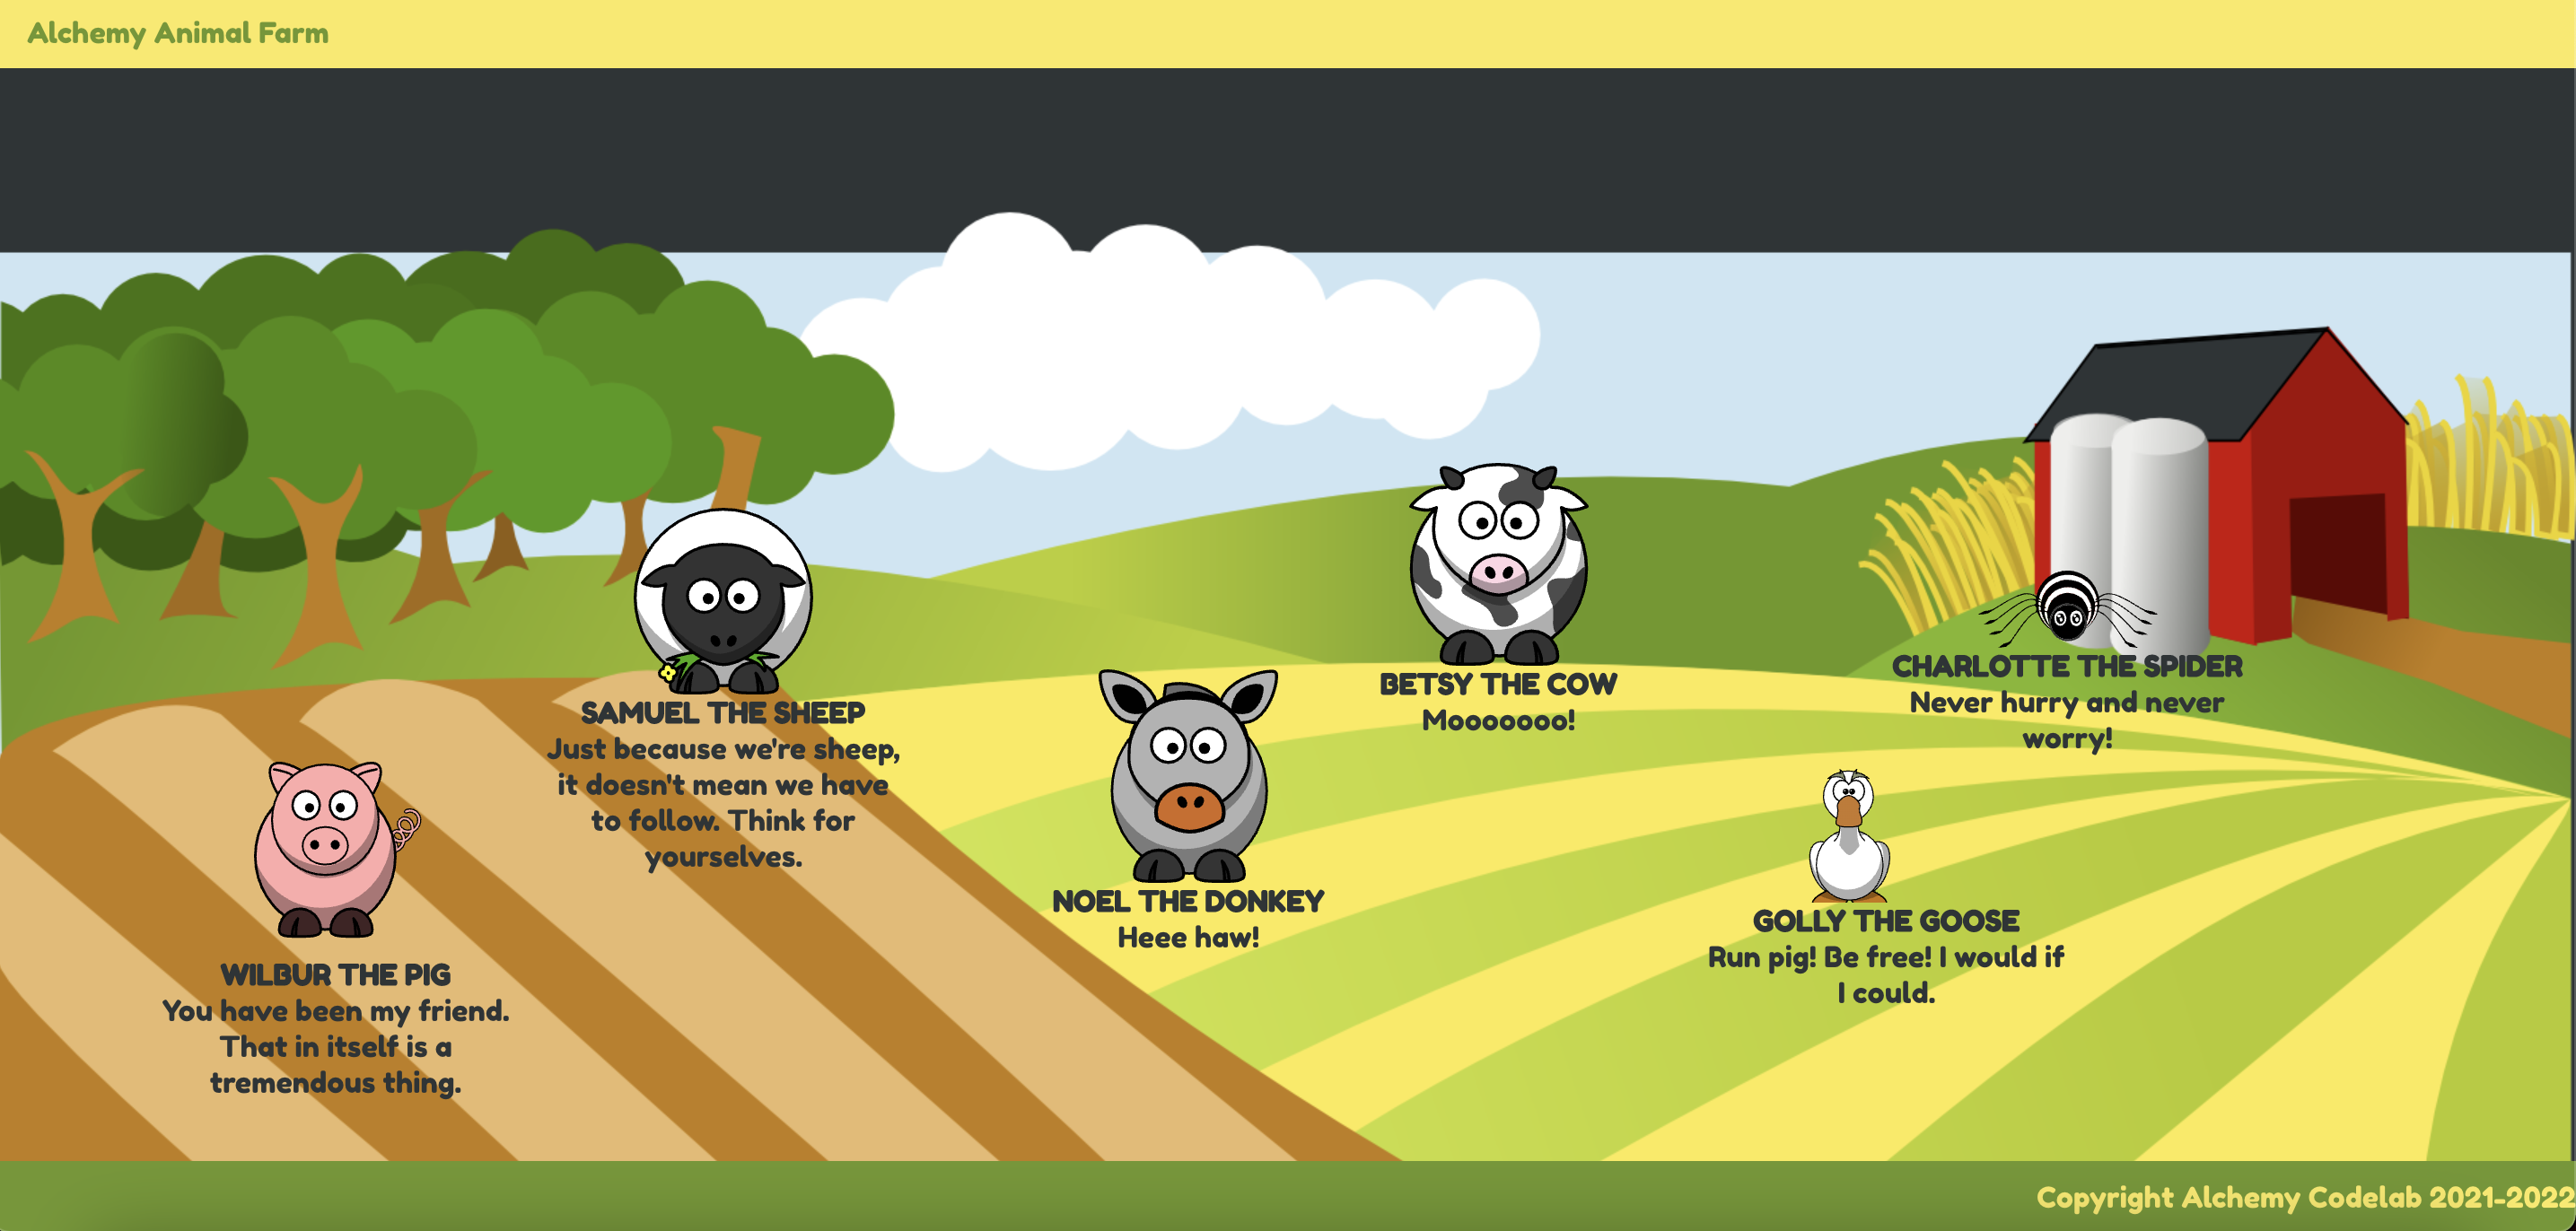 Alchemy Animal Farm
SAMUEL THE SHEEP
Just because we're sheep,
it doesn't mean we have
to follow. Think for
yourselves.
BETSY THE COW
Mooooooo!
CHARLOTTE THE SPIDER
Never hurry and never
worry!
NOEL THE DONKEY
Heee haw!
GOLLY THE GOOSE
Run pig! Be free! I would if
I could.
WILBUR THE PIG
You have been my friend.
That in itself is a
tremendous thing.
Copyright Alchemy Codelab 2021-2022